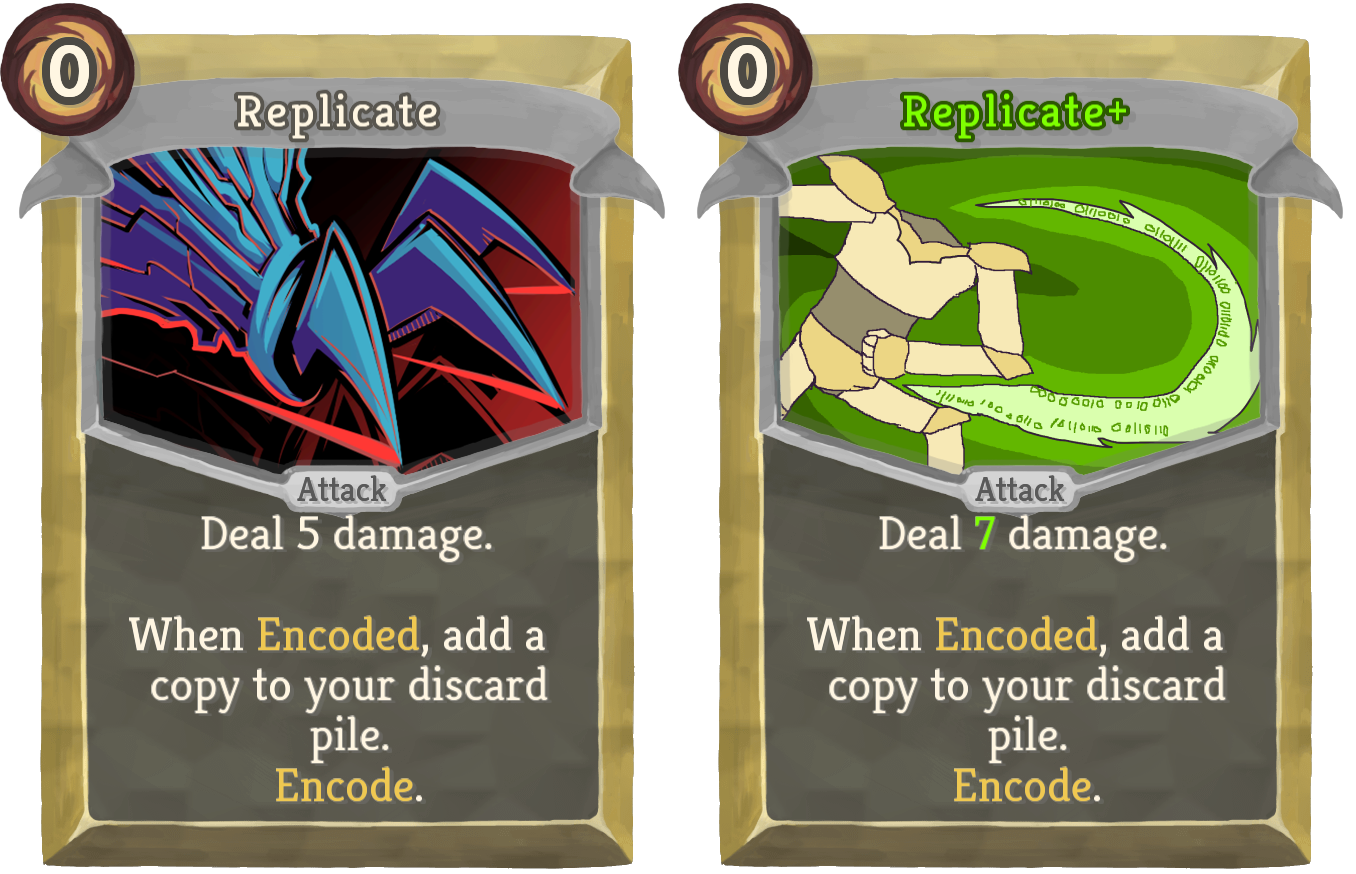 0
Replicate
Attack
Deal 5 damage.
When Encoded, add a
copy to your discard
pile.
Encode.
0
Replicate+
Attack
Deal 7 damage.
When Encoded, add a
copy to your discard
pile.
Encode.